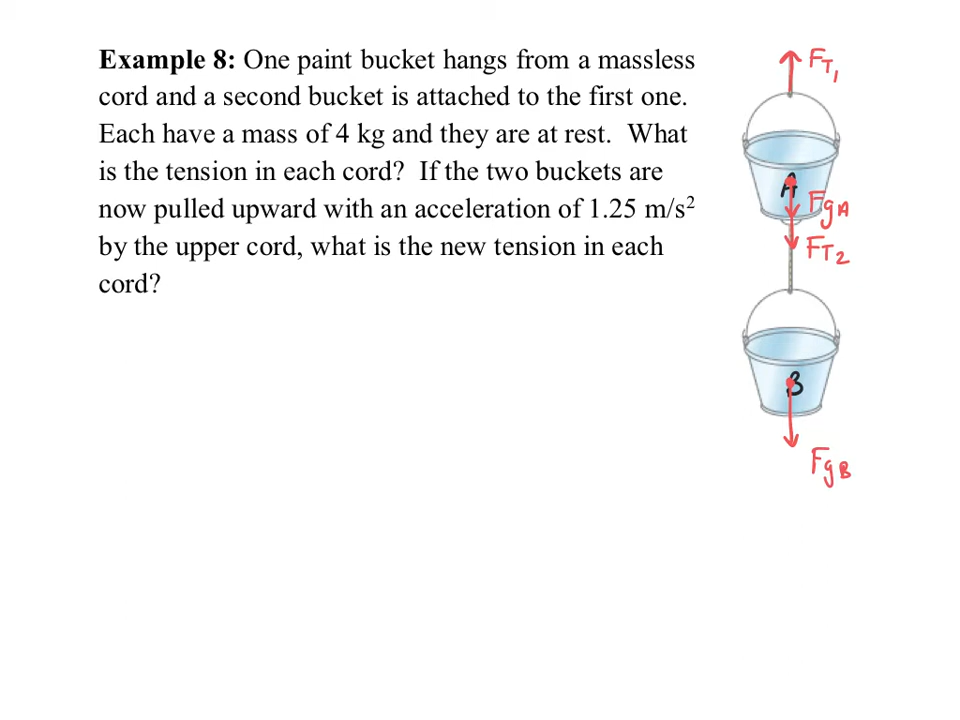 Example 8: One paint bucket hangs from a massless
cord and a second bucket is attached to the first one.
Each have a mass of 4 kg and they are at rest.  What
is the tension in each cord?  If the two buckets are
now pulled upward with an acceleration of 1.25 m/s²
by the upper cord, what is the new tension in each
cord?
FT₁
A
FgA
FT₂
B
FgB